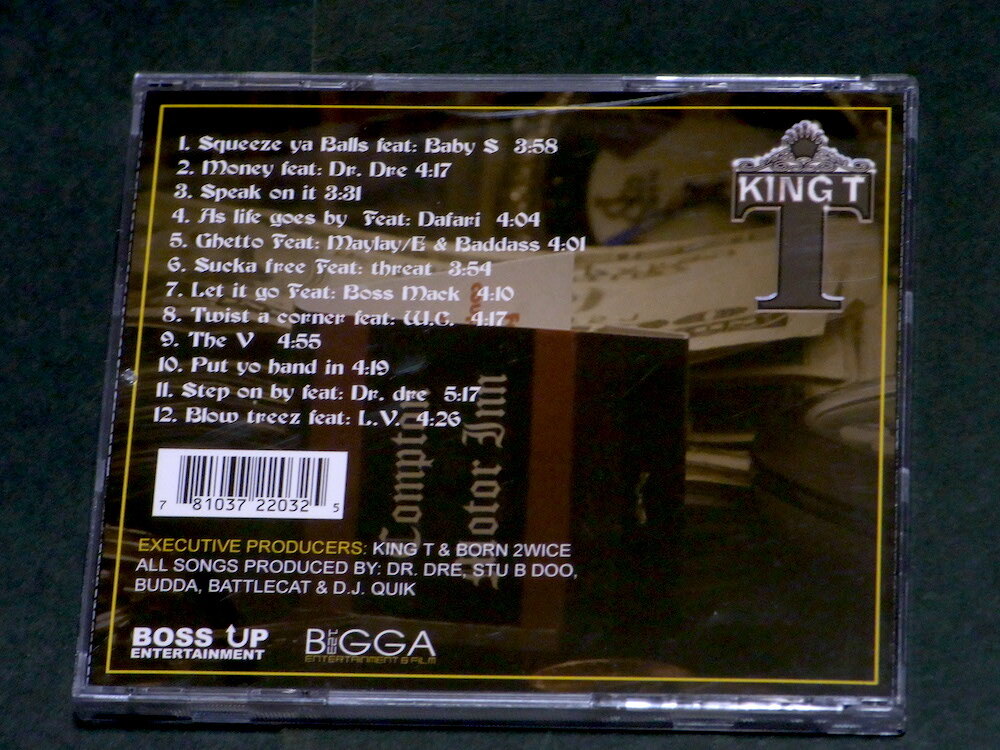 1. Squeeze ya Balls feat: Baby S 3:58
2. Money feat: Dr. Dre 4:17
3. Speak on it 3:31
4. As life goes by Feat: Dafari 4:04
5. Ghetto Feat: Maylay/E & Baddass 4:01
6. Sucka free Feat: threat 3:54
7. Let it go Feat: Boss Mack 4:10
8. Twist a corner feat: W.C. 4:17
9. The V 4:55
10. Put yo hand in 4:19
11. Step on by feat: Dr. dre 5:17
12. Blow treez feat: L.V. 4:26
KING T
T
Compton
Motor Inn
7 81037 22032 5
EXECUTIVE PRODUCERS: KING T & BORN 2WICE
ALL SONGS PRODUCED BY: DR. DRE, STU B DOO,
BUDDA, BATTLECAT & D.J. QUIK
BOSS UP
ENTERTAINMENT
BIGGA
ENTERTAINMENT & FILM